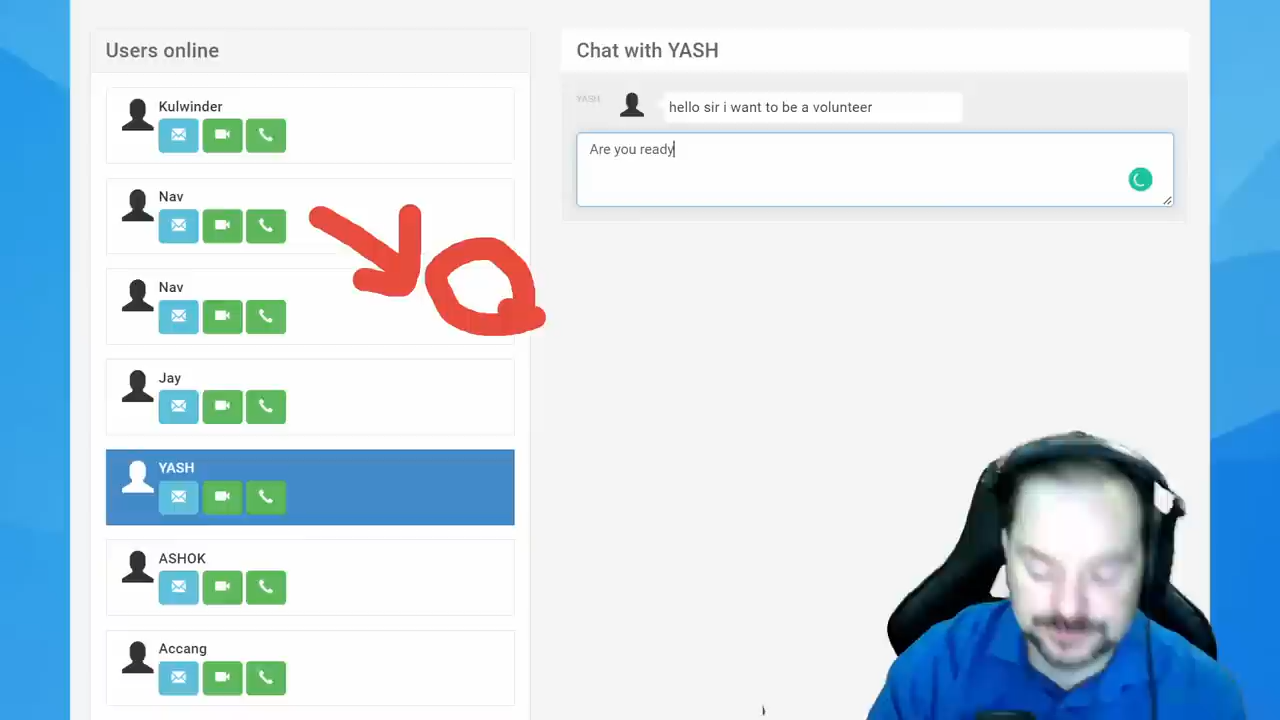 Users online
Kulwinder
Nav
Nav
Jay
YASH
ASHOK
Accang
Chat with YASH
YASH
hello sir i want to be a volunteer
Are you ready